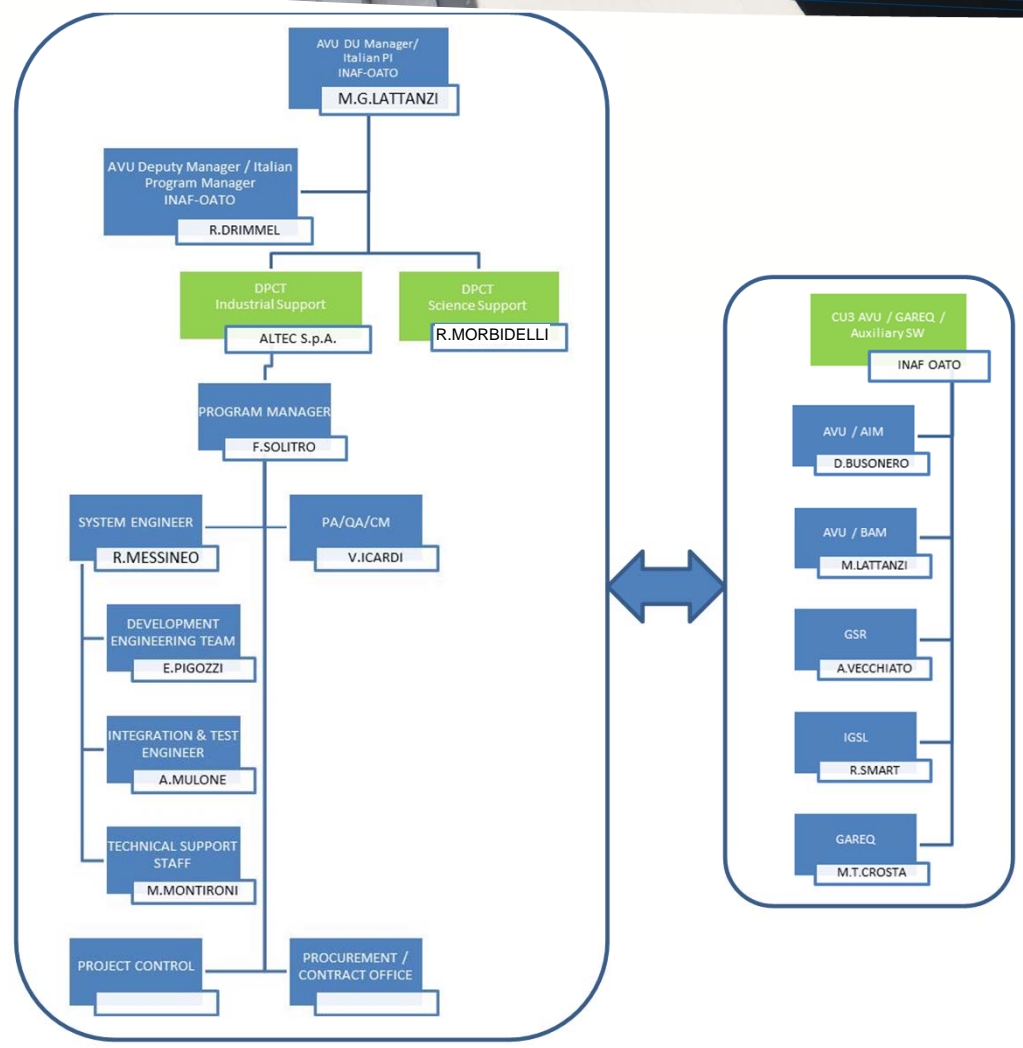 AVU DU Manager/
Italian PI
INAF-OATO
M.G.LATTANZI
AVU Deputy Manager / Italian
Program Manager
INAF-OATO
R.DRIMMEL
DPCT
Industrial Support
ALTEC S.p.A.
DPCT
Science Support
R.MORBIDELLI
PROGRAM MANAGER
F.SOLITRO
SYSTEM ENGINEER
R.MESSINEO
PA/QA/CM
V.ICARDI
DEVELOPMENT
ENGINEERING TEAM
E.PIGOZZI
INTEGRATION & TEST
ENGINEER
A.MULONE
TECHNICAL SUPPORT
STAFF
M.MONTIRONI
PROJECT CONTROL
PROCUREMENT /
CONTRACT OFFICE
CU3 AVU / GAREQ /
Auxiliary SW
INAF OATO
AVU / AIM
D.BUSONERO
AVU / BAM
M.LATTANZI
GSR
A.VECCHIATO
IGSL
R.SMART
GAREQ
M.T.CROSTA